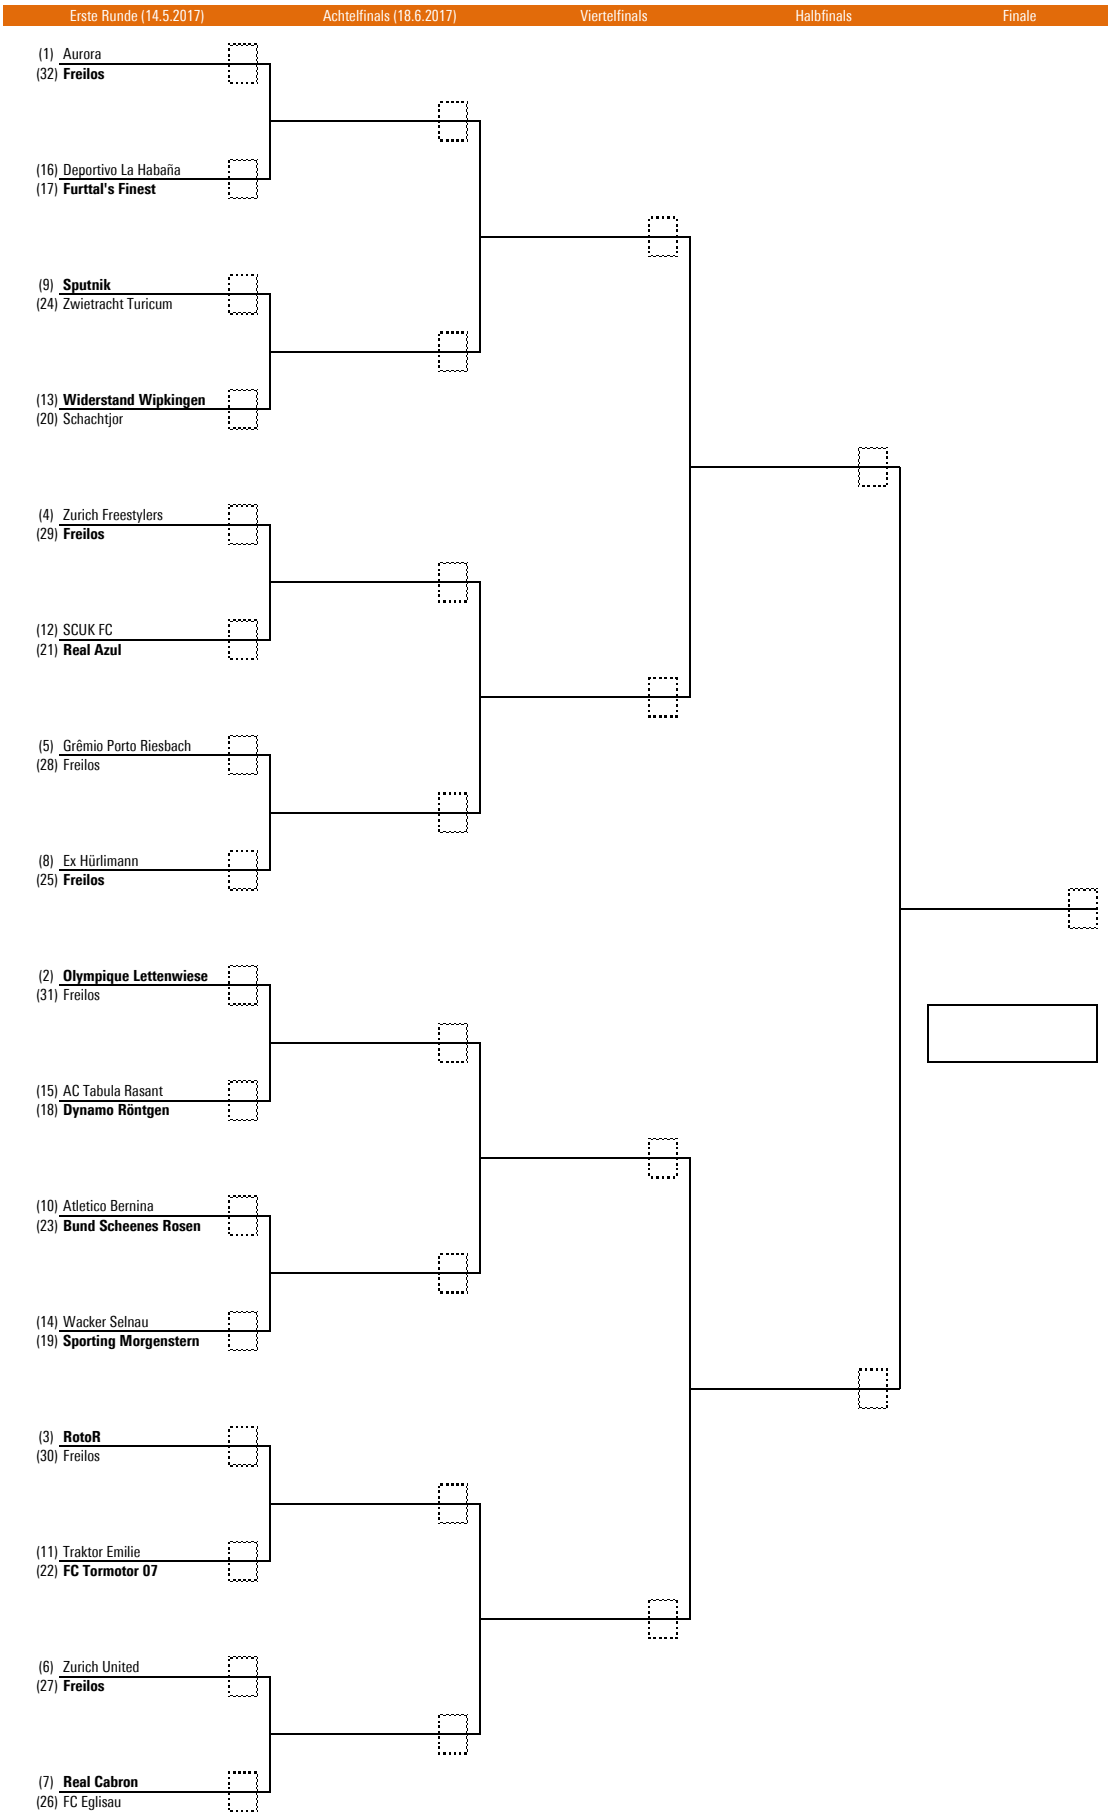 Erste Runde (14.5.2017) Achtelfinals (18.6.2017) Viertelfinals Halbfinals Finale
(1) Aurora
(32) Freilos
(16) Deportivo La Habaña
(17) Furttal's Finest
(9) Sputnik
(24) Zwietracht Turicum
(13) Widerstand Wipkingen
(20) Schachtjor
(4) Zurich Freestylers
(29) Freilos
(12) SCUK FC
(21) Real Azul
(5) Grêmio Porto Riesbach
(28) Freilos
(8) Ex Hürlimann
(25) Freilos
(2) Olympique Lettenwiese
(31) Freilos
(15) AC Tabula Rasant
(18) Dynamo Röntgen
(10) Atletico Bernina
(23) Bund Scheenes Rosen
(14) Wacker Selnau
(19) Sporting Morgenstern
(3) RotoR
(30) Freilos
(11) Traktor Emilie
(22) FC Tormotor 07
(6) Zurich United
(27) Freilos
(7) Real Cabron
(26) FC Eglisau